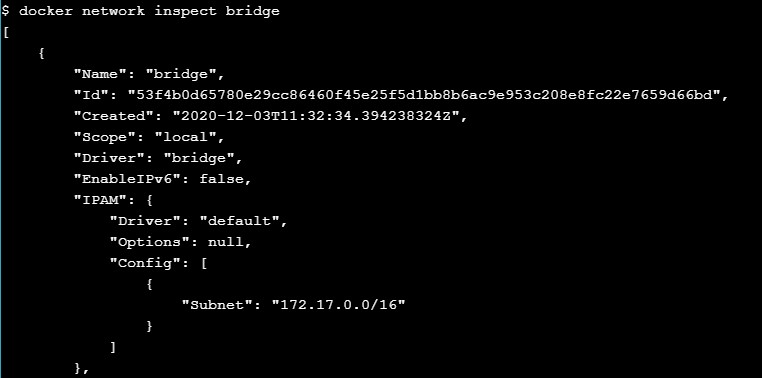 $ docker network inspect bridge
[
    {
        "Name": "bridge",
        "Id": "53f4b0d65780e29cc86460f45e25f5d1bb8b6ac9e953c208e8fc22e7659d66bd",
        "Created": "2020-12-03T11:32:34.394238324Z",
        "Scope": "local",
        "Driver": "bridge",
        "EnableIPv6": false,
        "IPAM": {
            "Driver": "default",
            "Options": null,
            "Config": [
                {
                    "Subnet": "172.17.0.0/16"
                }
            ]
        },